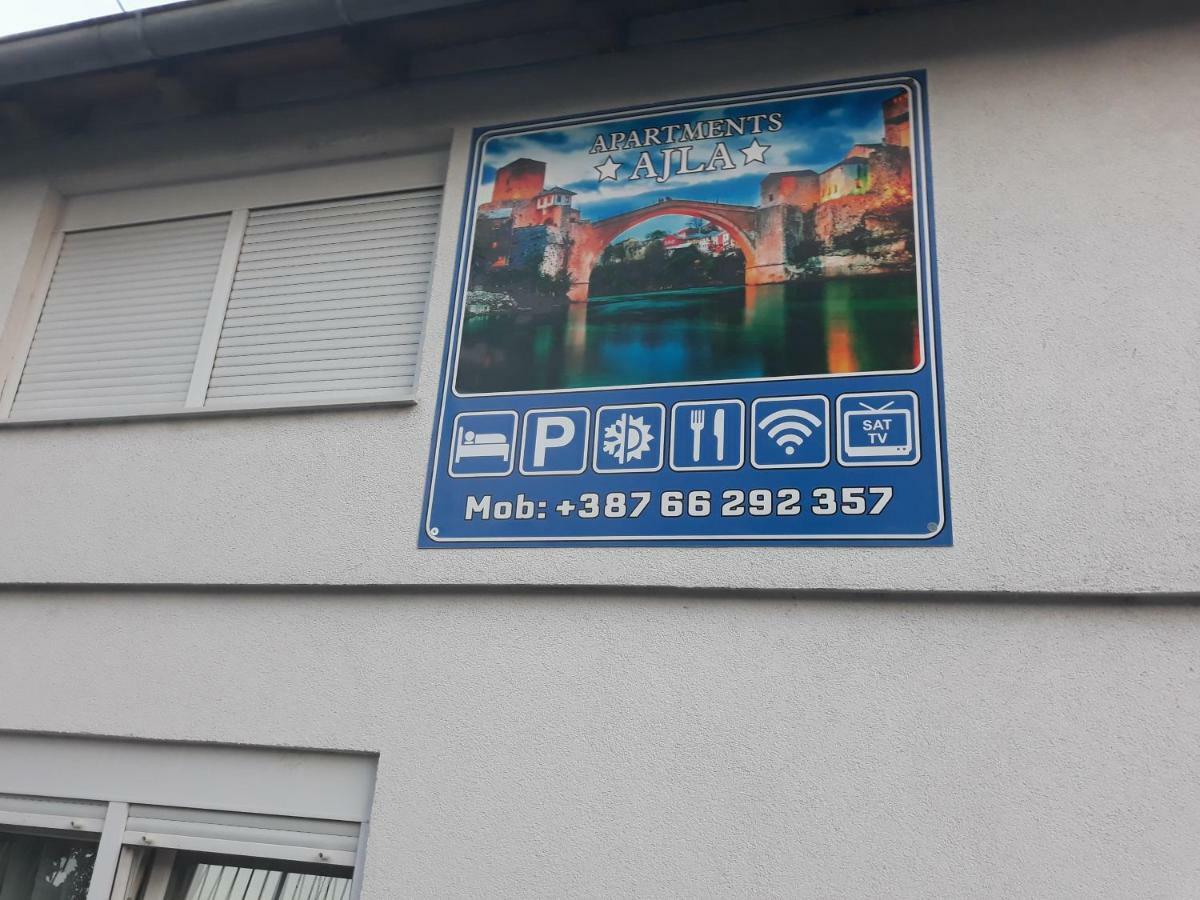 APARTMENTS
AJLA
P
SAT
TV
Mob: +387 66 292 357